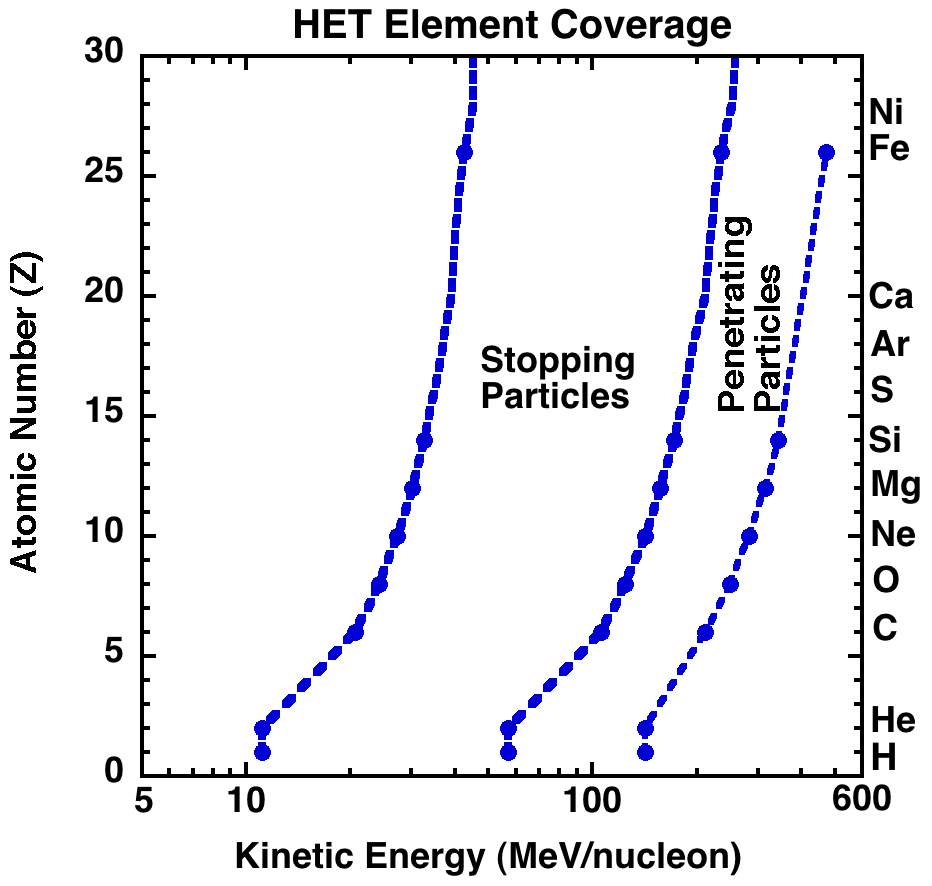 HET Element Coverage
30
25
20
15
10
5
0
Atomic Number (Z)
Stopping
Particles
Penetrating
Particles
Ni
Fe
Ca
Ar
S
Si
Mg
Ne
O
C
He
H
5 10 100 600
Kinetic Energy (MeV/nucleon)